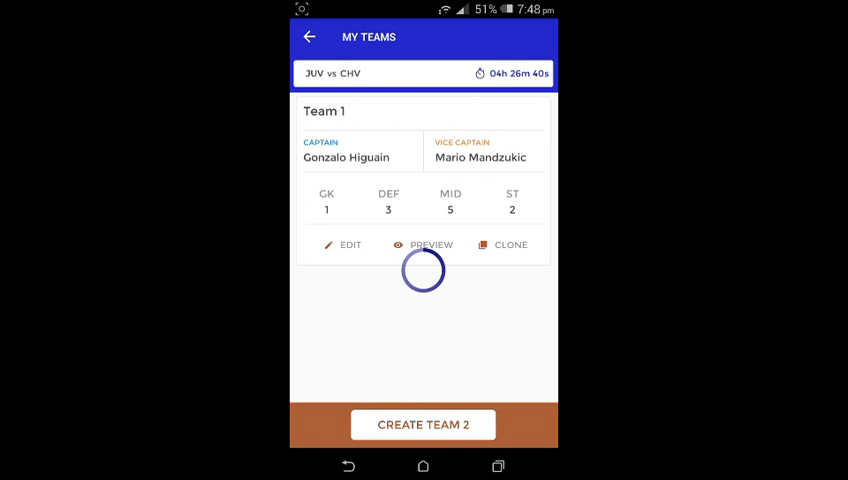 51% 7:48 pm
MY TEAMS
JUV vs CHV 04h 26m 40s
Team 1
CAPTAIN VICE CAPTAIN
Gonzalo Higuain Mario Mandzukic
GK DEF MID ST
1 3 5 2
EDIT PREVIEW CLONE
CREATE TEAM 2